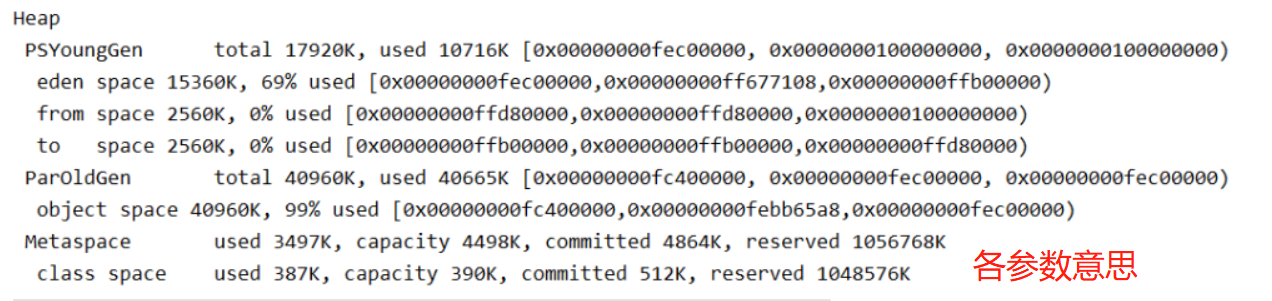 Heap
PSYoungGen total 17920K, used 10716K [0x00000000fec00000, 0x0000000100000000, 0x0000000100000000)
eden space 15360K, 69% used [0x00000000fec00000,0x00000000ff677108,0x00000000ffb00000)
from space 2560K, 0% used [0x00000000ffd80000,0x00000000ffd80000,0x0000000100000000)
to space 2560K, 0% used [0x00000000ffb00000,0x00000000ffb00000,0x00000000ffd80000)
ParOldGen total 40960K, used 40665K [0x00000000fc400000, 0x00000000fec00000, 0x00000000fec00000)
object space 40960K, 99% used [0x00000000fc400000,0x00000000febb65a8,0x00000000fec00000)
Metaspace used 3497K, capacity 4498K, committed 4864K, reserved 1056768K
class space used 387K, capacity 390K, committed 512K, reserved 1048576K
各参数意思